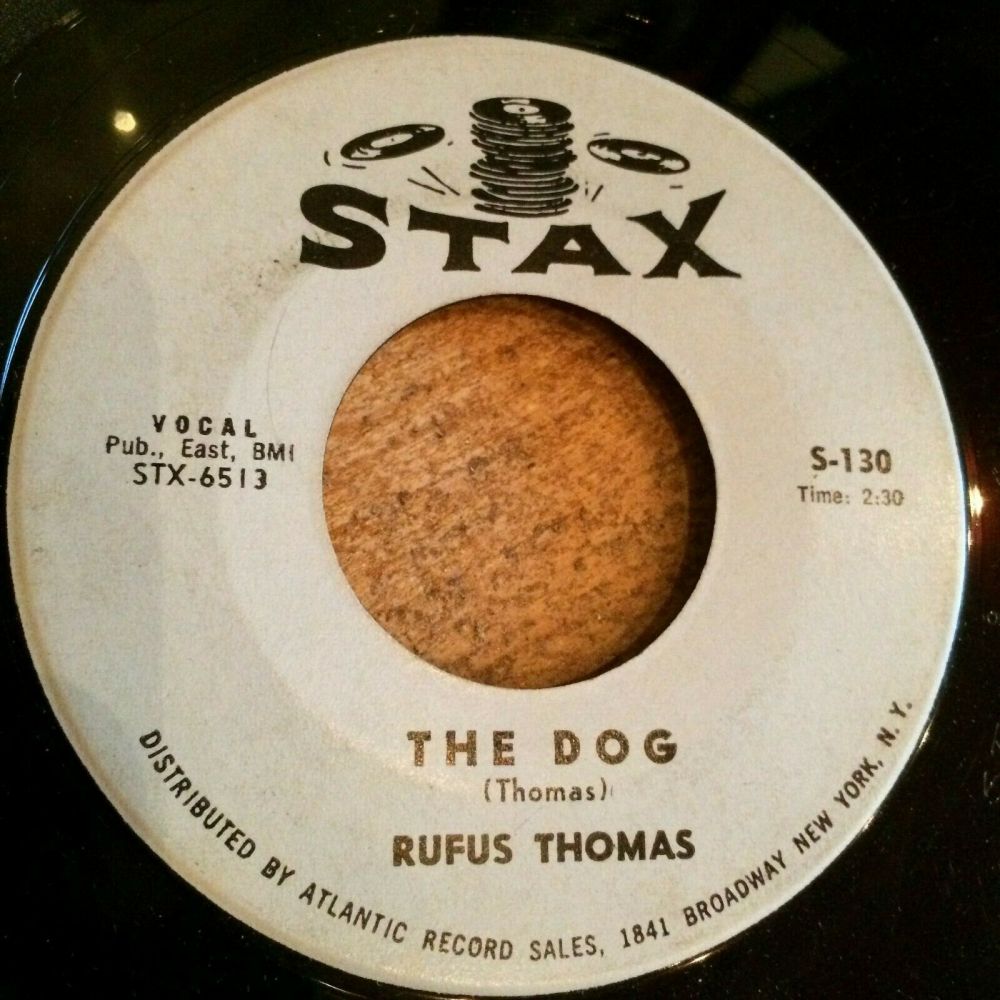 STAX
VOCAL
Pub., East, BMI
STX-6513
S-130
Time: 2:30
THE DOG
(Thomas)
RUFUS THOMAS
DISTRIBUTED BY ATLANTIC RECORD SALES, 1841 BROADWAY NEW YORK, N. Y.